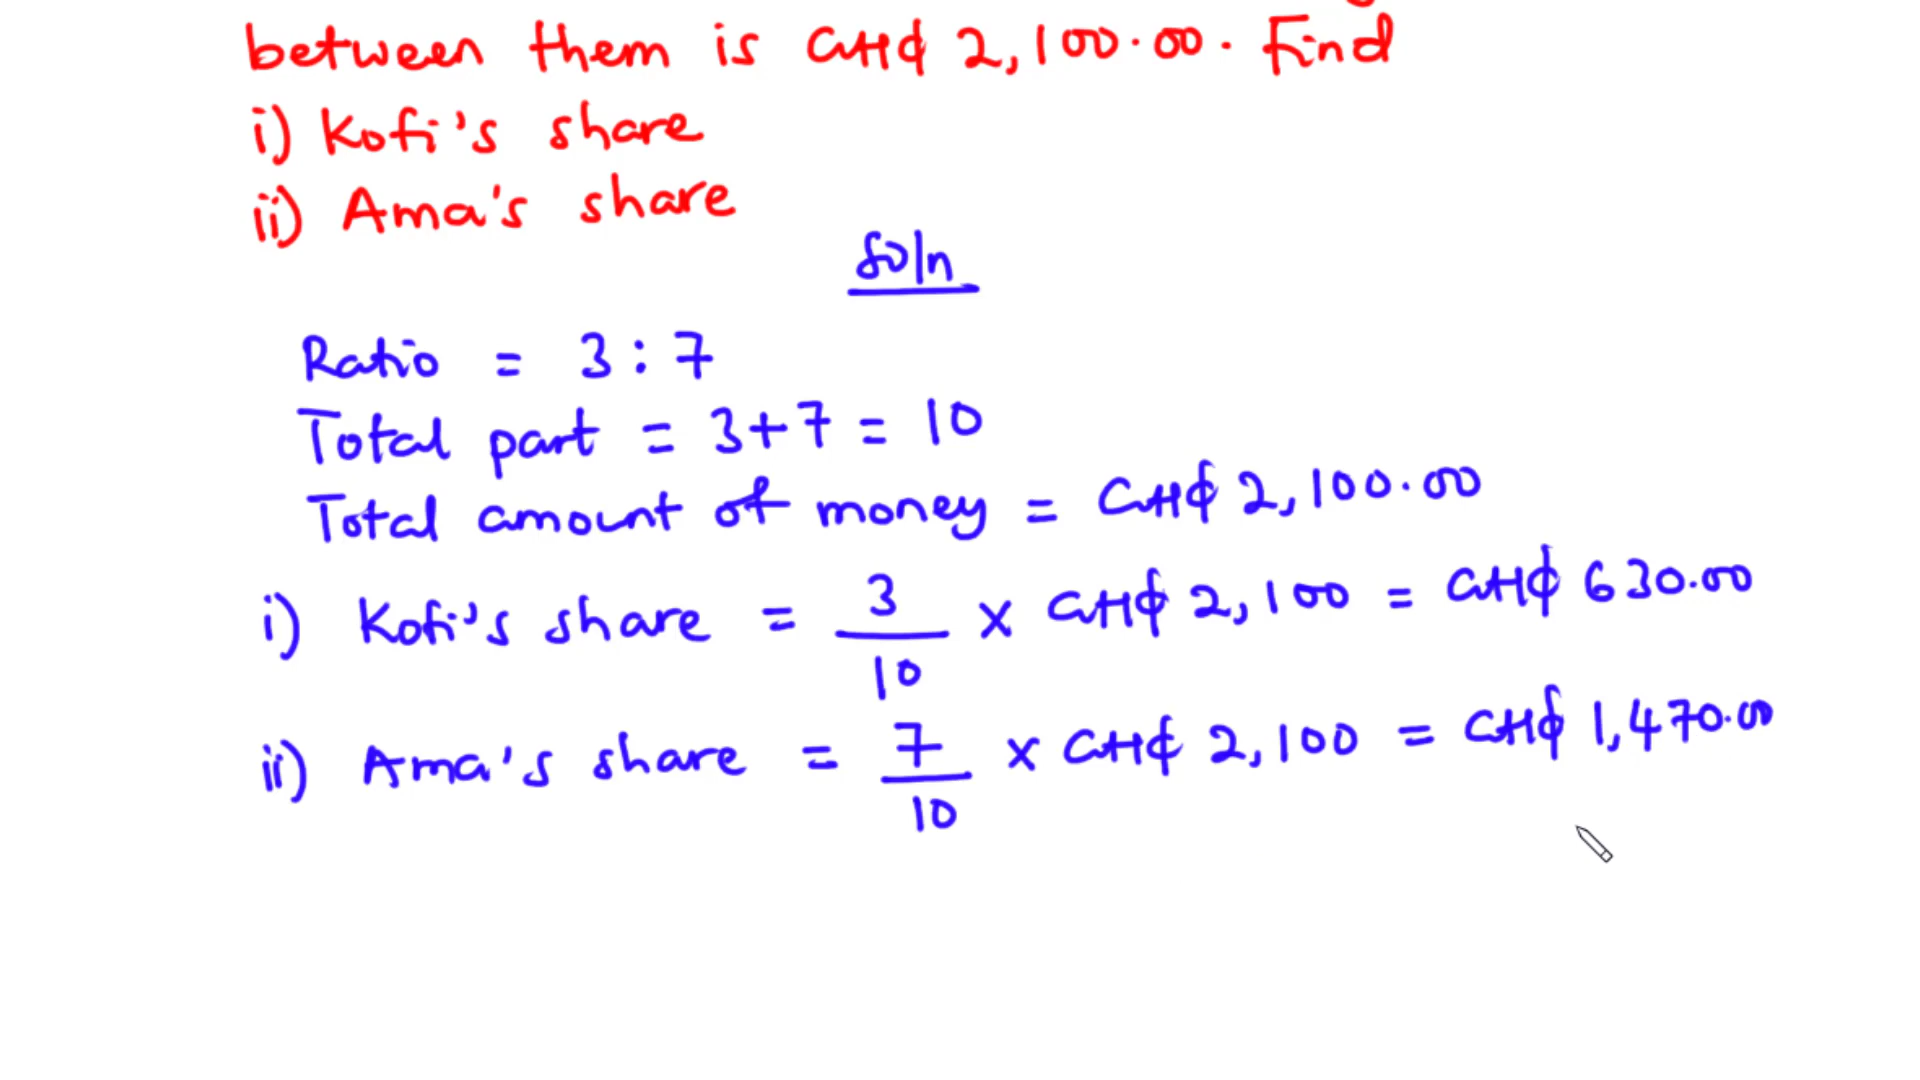 between them is GH₵ 2,100.00. Find
i) Kofi's share
ii) Ama's share
Soln
Ratio = 3 : 7
Total part = 3+7 = 10
Total amount of money = GH₵ 2,100.00
i) Kofi's share = 3/10 x GH₵ 2,100 = GH₵ 630.00
ii) Ama's share = 7/10 x GH₵ 2,100 = GH₵ 1,470.00